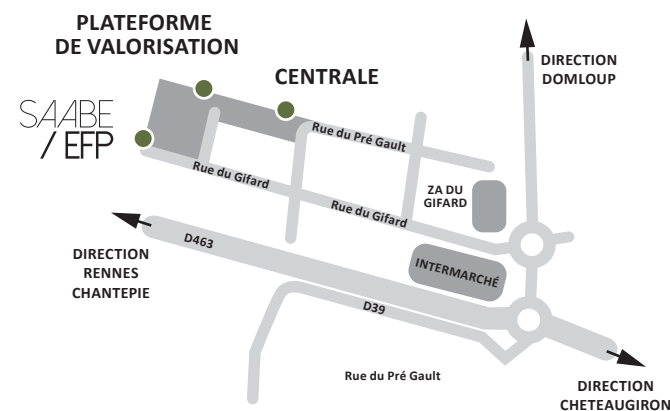 PLATEFORME
DE VALORISATION
CENTRALE
DIRECTION
DOMLOUP
SAABE
/ EFP
Rue du Pré Gault
Rue du Gifard
Rue du Gifard
ZA DU
GIFARD
D463
DIRECTION
RENNES
CHANTEPIE
INTERMARCHÉ
D39
Rue du Pré Gault
DIRECTION
CHETEAUGIRON